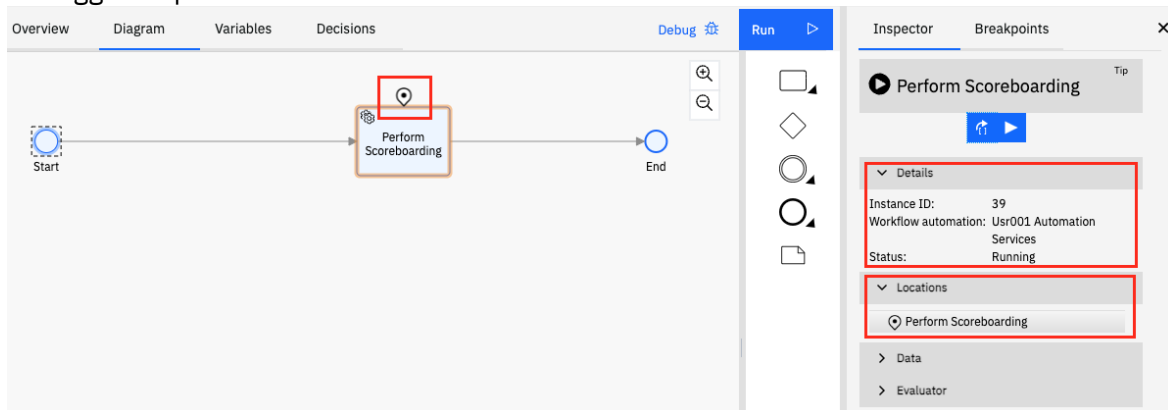 Overview Diagram Variables Decisions Debug Run Inspector Breakpoints
Perform Scoreboarding Tip
Perform
Scoreboarding
Start
End
Details
Instance ID: 39
Workflow automation: Usr001 Automation
Services
Status: Running
Locations
Perform Scoreboarding
Data
Evaluator